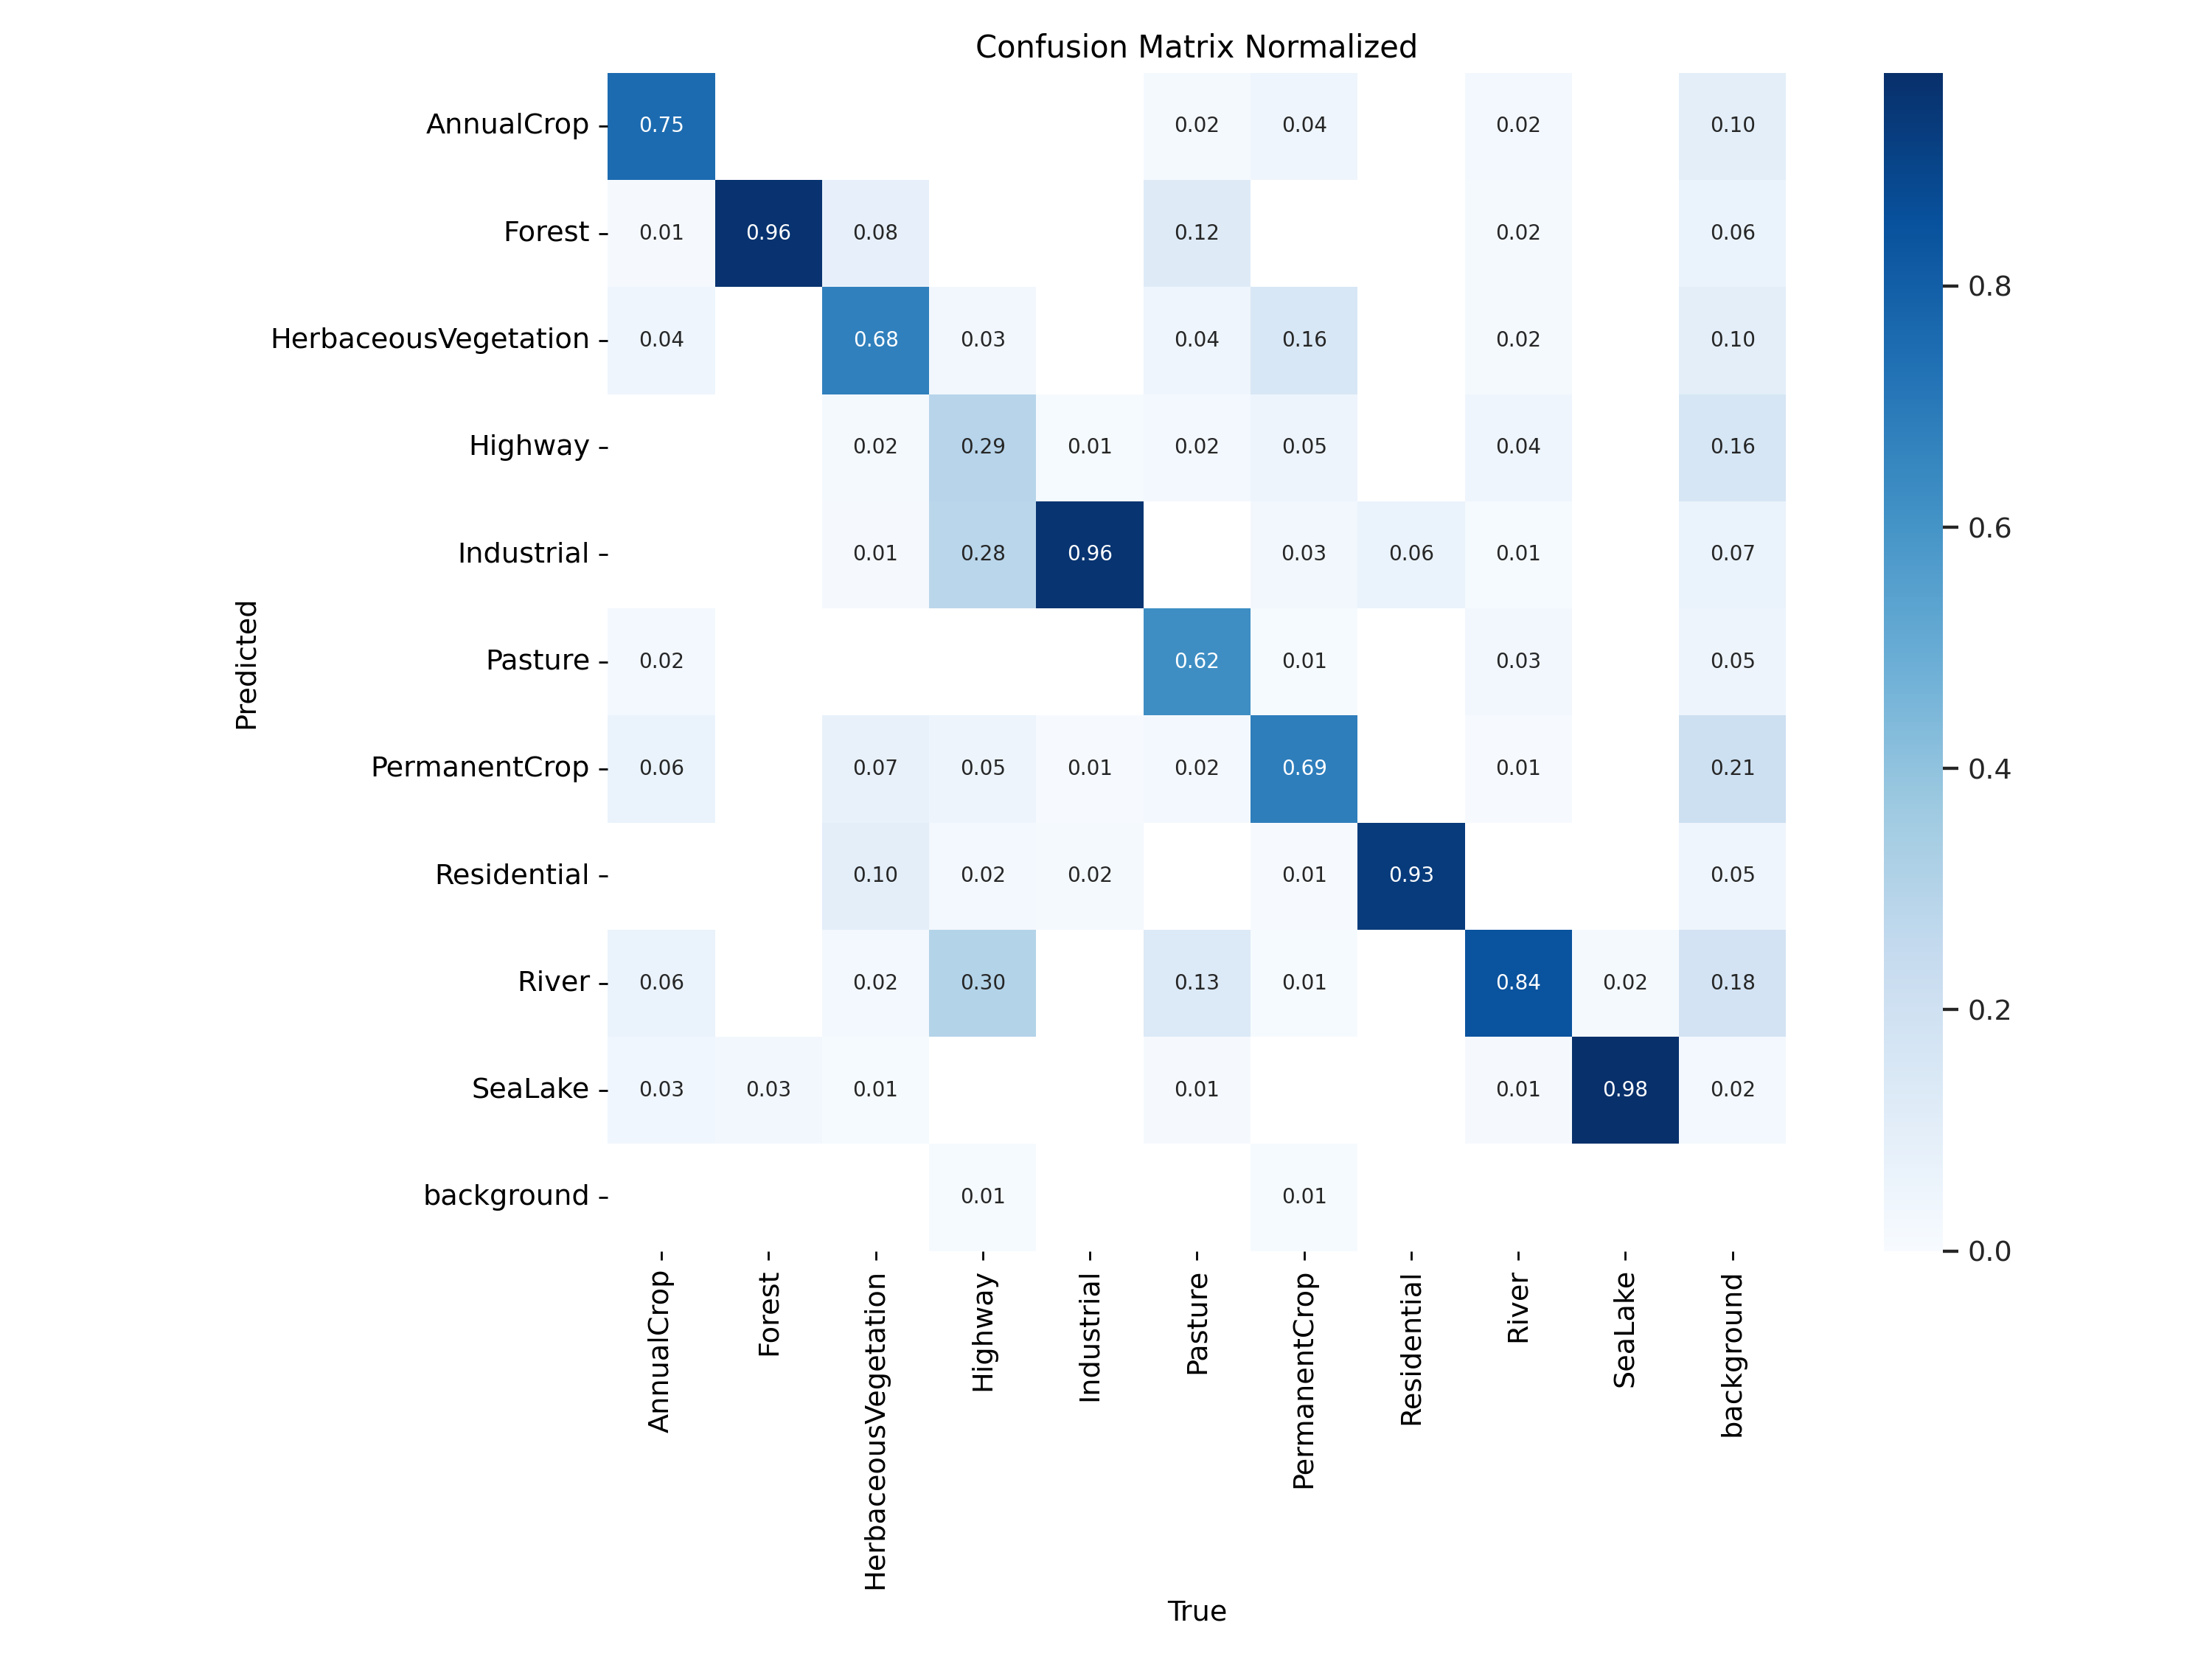 Confusion Matrix Normalized
AnnualCrop 0.75 0.02 0.04 0.02 0.10
Forest 0.01 0.96 0.08 0.12 0.02 0.06
0.8
HerbaceousVegetation 0.04 0.68 0.03 0.04 0.16 0.02 0.10
Highway 0.02 0.29 0.01 0.02 0.05 0.04 0.16
0.6
Industrial 0.01 0.28 0.96 0.03 0.06 0.01 0.07
Predicted
Pasture 0.02 0.62 0.01 0.03 0.05
PermanentCrop 0.06 0.07 0.05 0.01 0.02 0.69 0.01 0.21
0.4
Residential 0.10 0.02 0.02 0.01 0.93 0.05
River 0.06 0.02 0.30 0.13 0.01 0.84 0.02 0.18
0.2
SeaLake 0.03 0.03 0.01 0.01 0.01 0.98 0.02
background 0.01 0.01
0.0
AnnualCrop Forest HerbaceousVegetation Highway Industrial Pasture PermanentCrop Residential River SeaLake background
True